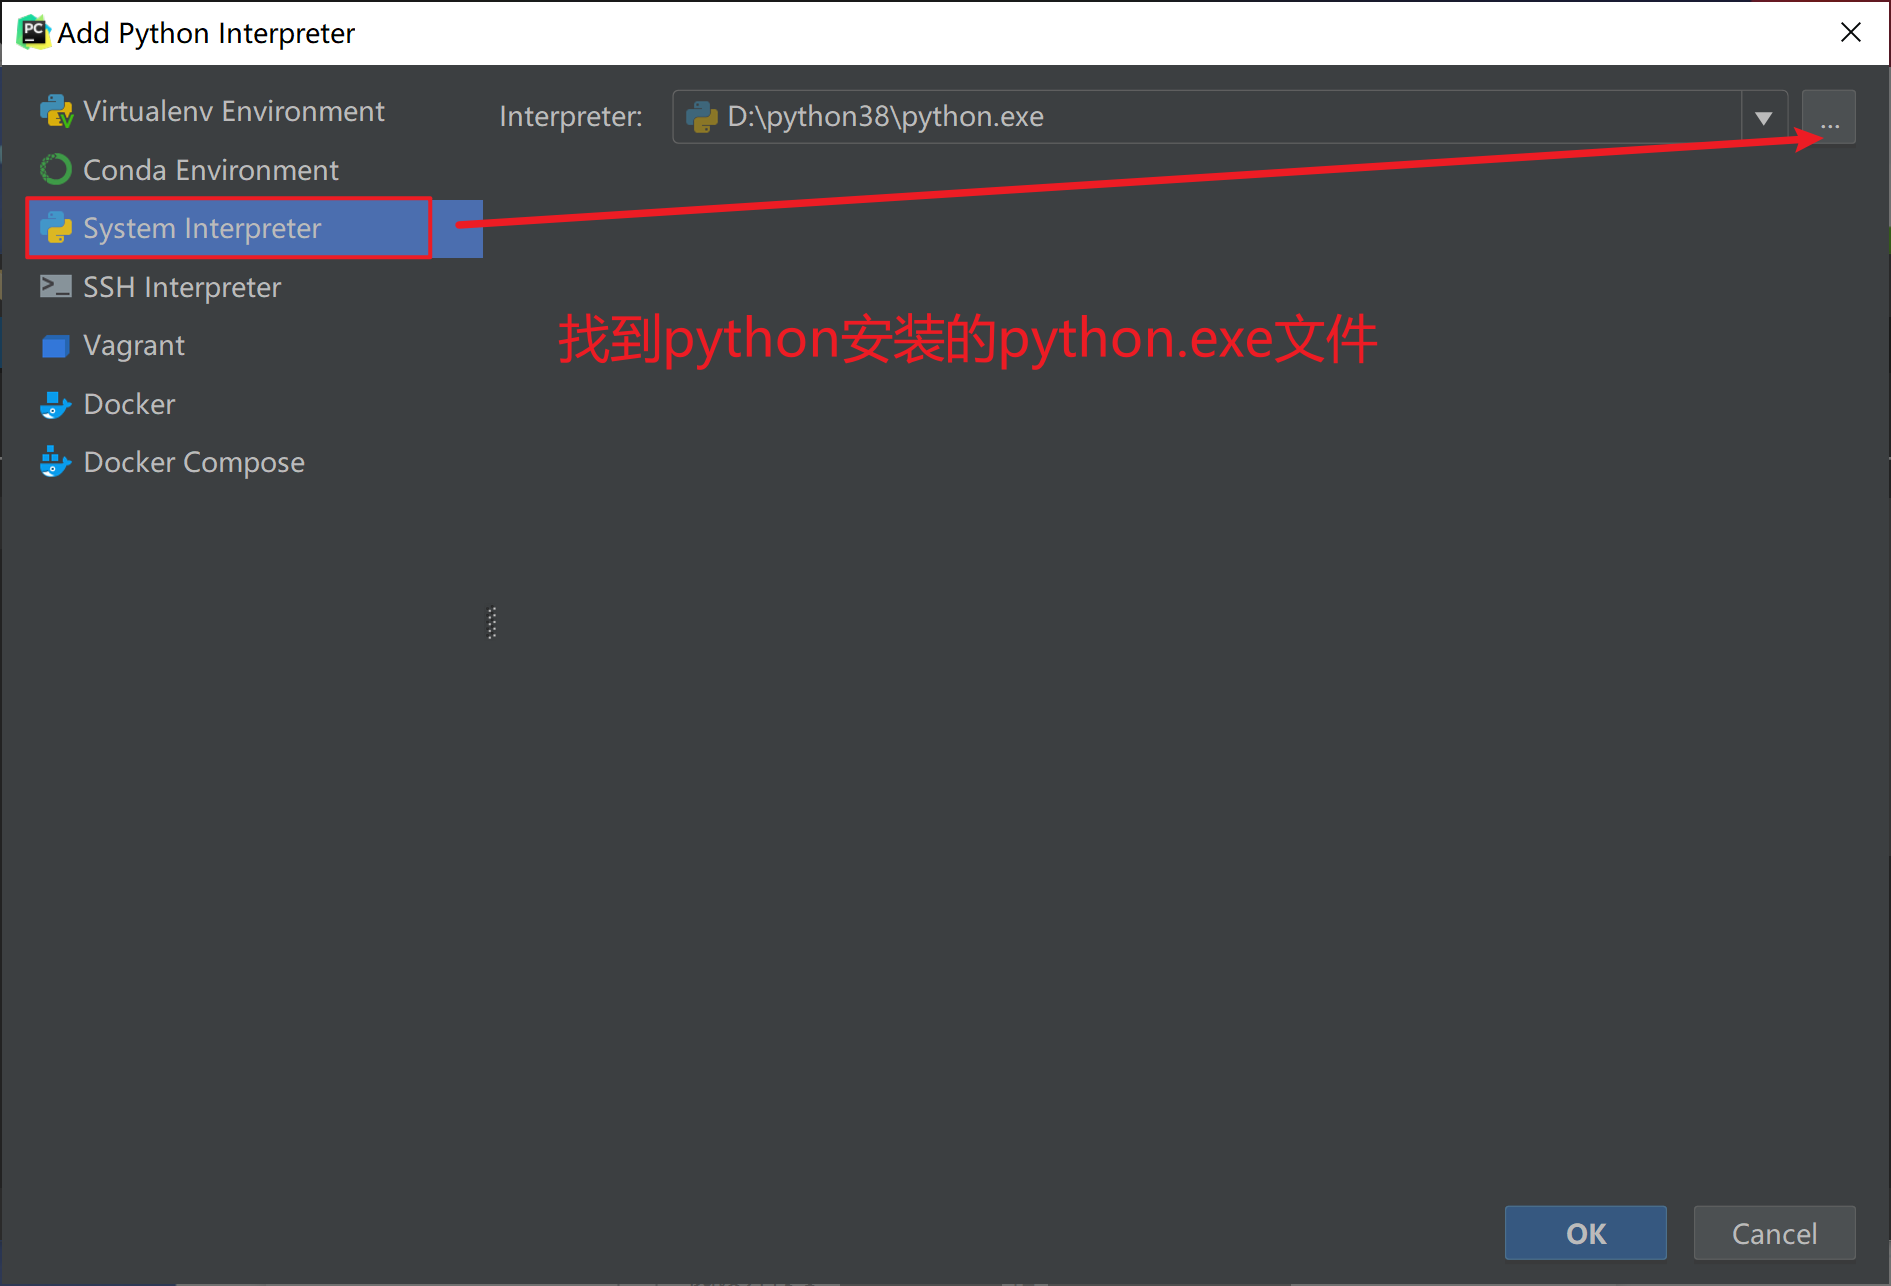 Add Python Interpreter
Virtualenv Environment
Conda Environment
System Interpreter
SSH Interpreter
Vagrant
Docker
Docker Compose
Interpreter: D:\python38\python.exe ...
找到python安装的python.exe文件
OK Cancel